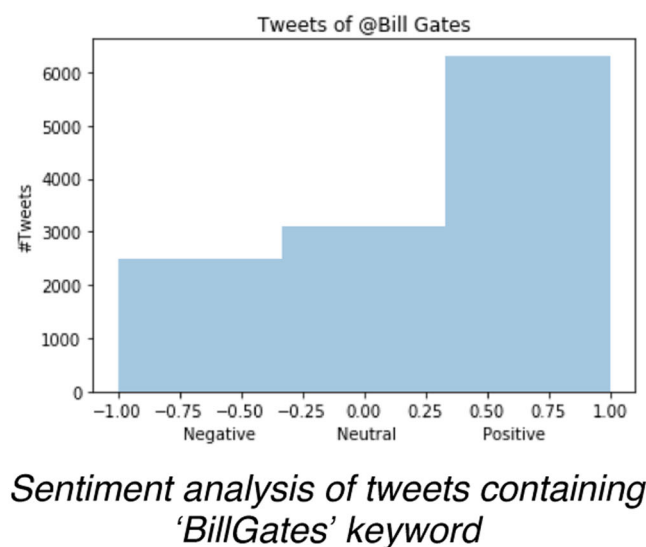 Tweets of @Bill Gates
#Tweets
6000
5000
4000
3000
2000
1000
0
−1.00 −0.75 −0.50 −0.25 0.00 0.25 0.50 0.75 1.00
Negative Neutral Positive
Sentiment analysis of tweets containing
‘BillGates’ keyword